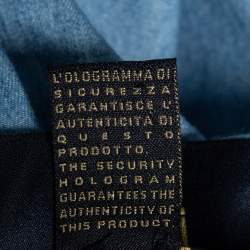 L'OLOGRAMMA DI
SICUREZZA
GARANTISCE L'
AUTENTICITÀ DI
QUESTO
PRODOTTO.
THE SECURITY
HOLOGRAM
GUARANTEES THE
AUTHENTICITY OF
THIS PRODUCT.